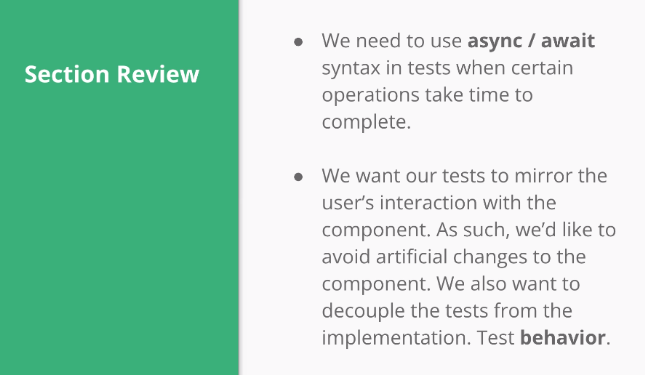 Section Review
● We need to use async / await
syntax in tests when certain
operations take time to
complete.
● We want our tests to mirror the
user’s interaction with the
component. As such, we’d like to
avoid artificial changes to the
component. We also want to
decouple the tests from the
implementation. Test behavior.